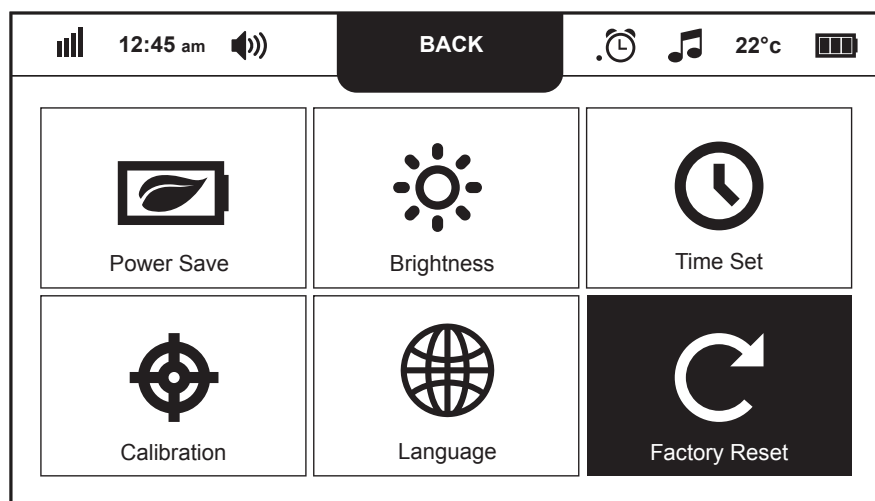 12:45 am BACK 22°c
Power Save Brightness Time Set
Calibration Language Factory Reset